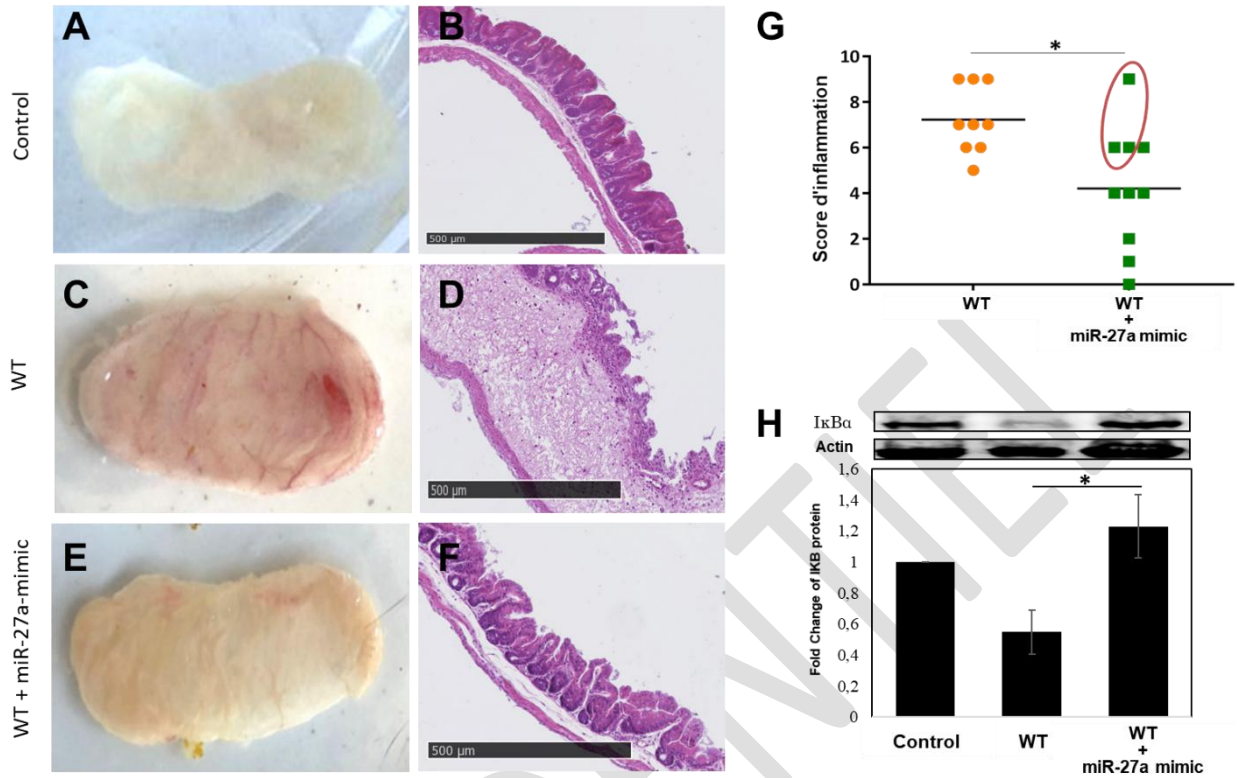 Control
A
B
500 µm
WT
C
D
500 µm
WT + miR-27a-mimic
E
F
500 µm
G
*
Score d'inflammation
10
8
6
4
2
0
WT
WT
+
miR-27a mimic
H
IκBα
Actin
*
Fold Change of IKB protein
1,6
1,4
1,2
1
0,8
0,6
0,4
0,2
0
Control
WT
WT
+
miR-27a mimic